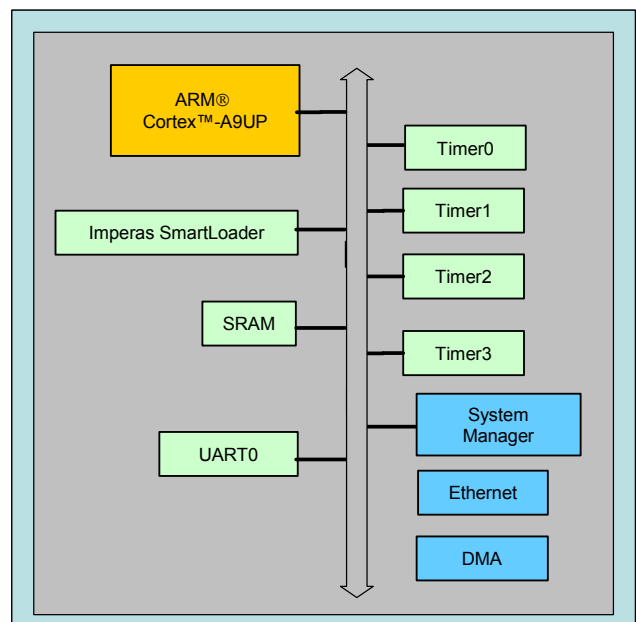 ARM®
Cortex™-A9UP
Timer0
Timer1
Imperas SmartLoader
Timer2
SRAM
Timer3
System
Manager
UART0
Ethernet
DMA